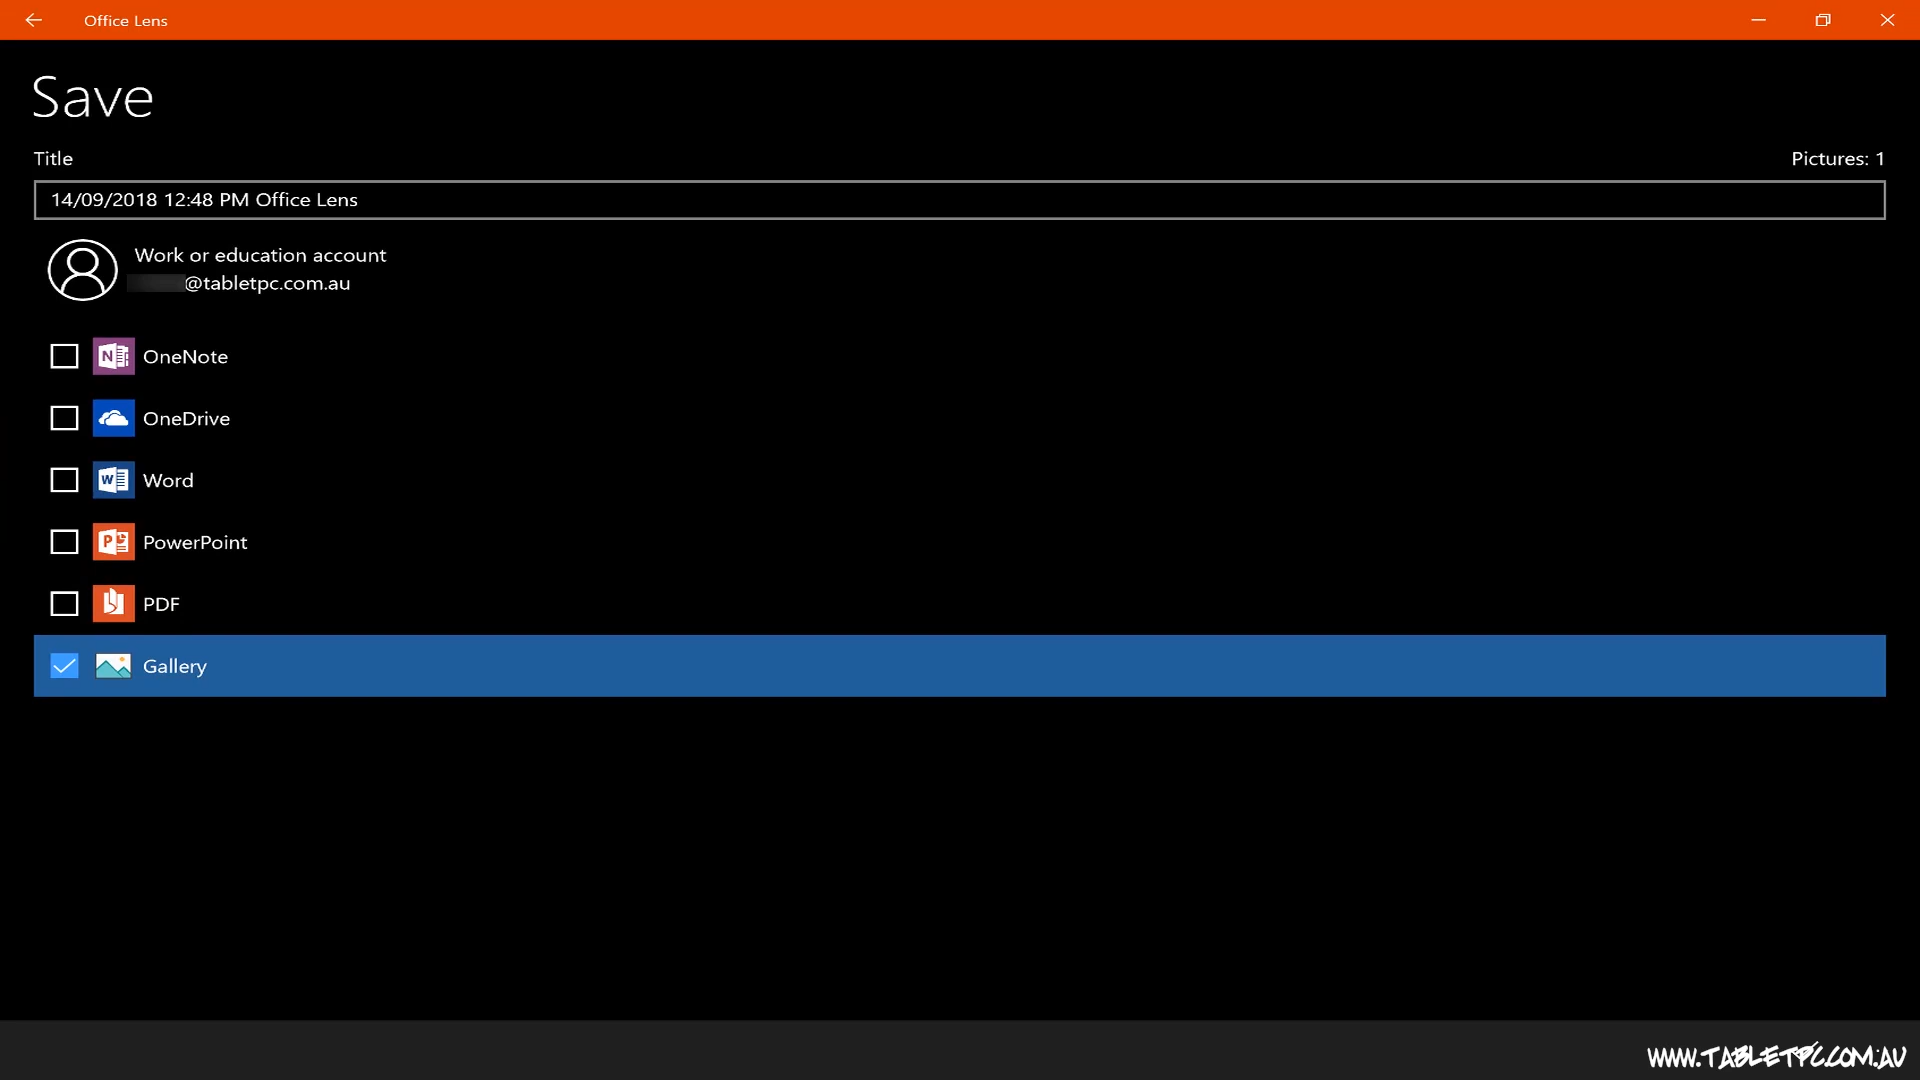 Office Lens
Save
Title
Pictures: 1
14/09/2018 12:48 PM Office Lens
Work or education account
@tabletpc.com.au
N
OneNote
OneDrive
W
Word
P
PowerPoint
PDF
Gallery
WWW.TABLETPC.COM.AU